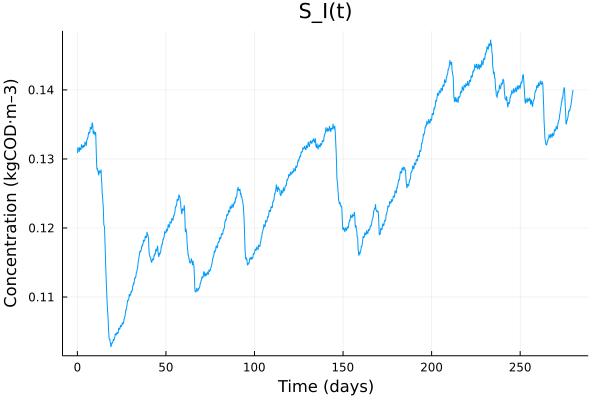 S_I(t)
Concentration (kgCOD·m–3)
0.14
0.13
0.12
0.11
0 50 100 150 200 250
Time (days)